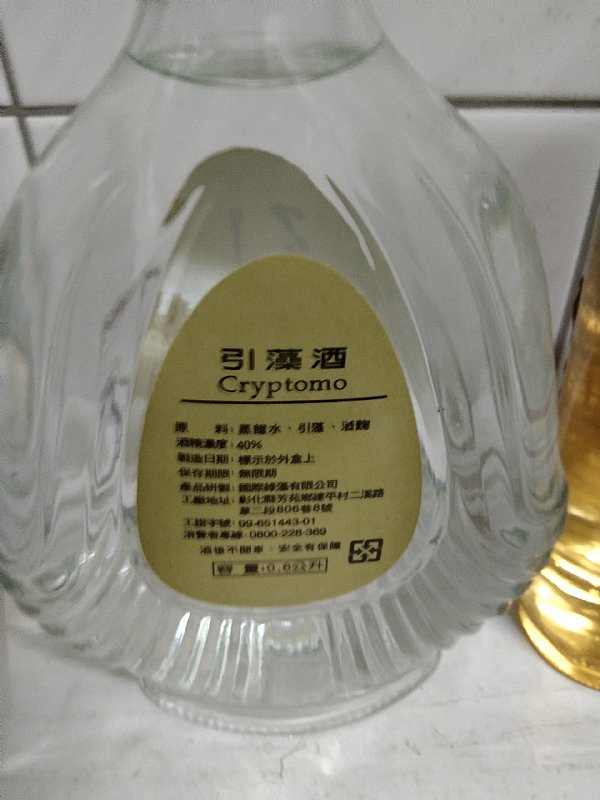 引藻酒
Cryptomo
原　料：蒸餾水、引藻、酒麴
酒精濃度：40%
製造日期：標示於外盒上
保存期限：無限期
產品研製：國際綠藻有限公司
工廠地址：彰化縣芳苑鄉建平村二溪路
草二段806巷8號
工證字號：99-651443-01
消費者專線：0800-228-369
酒後不開車、安全有保障
容量：0.6公升